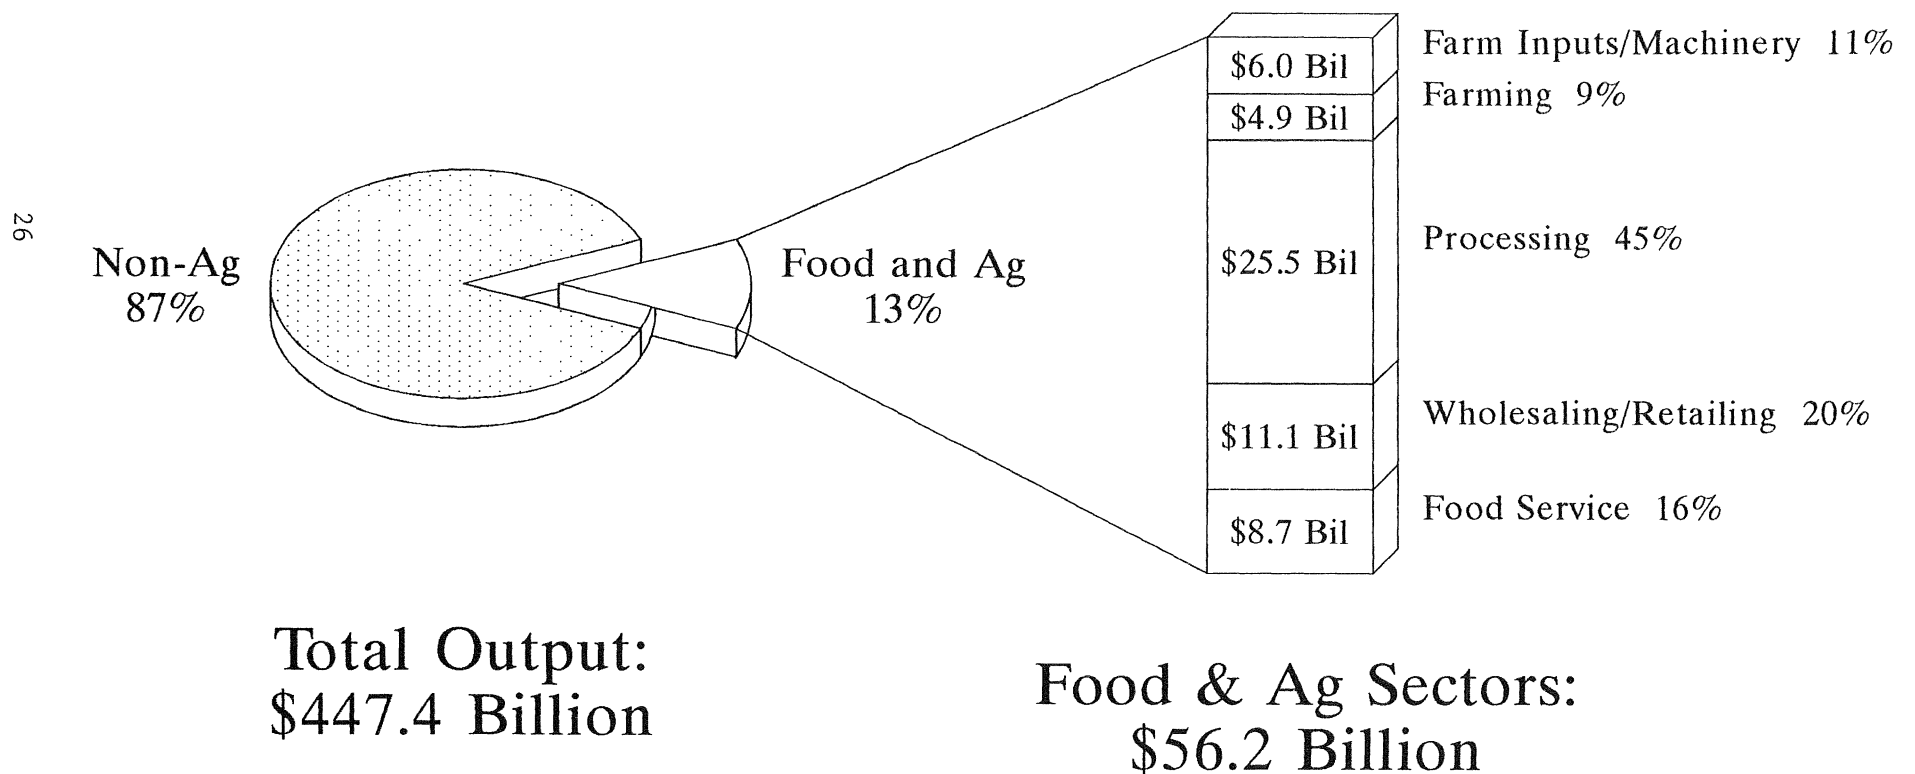 26
Non-Ag
87%
Food and Ag
13%
$6.0 Bil
Farm Inputs/Machinery 11%
$4.9 Bil
Farming 9%
$25.5 Bil
Processing 45%
$11.1 Bil
Wholesaling/Retailing 20%
$8.7 Bil
Food Service 16%
Total Output:
$447.4 Billion
Food & Ag Sectors:
$56.2 Billion